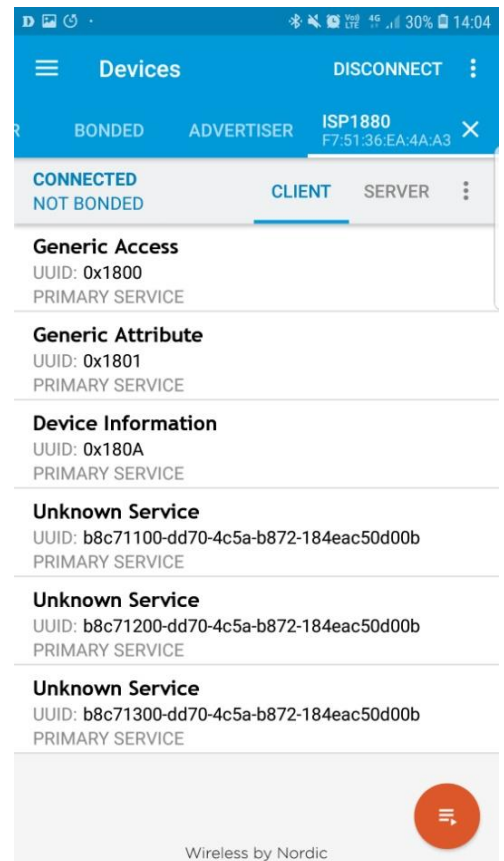 D 30% 14:04
Devices DISCONNECT
R BONDED ADVERTISER ISP1880
F7:51:36:EA:4A:A3
CONNECTED
NOT BONDED CLIENT SERVER
Generic Access
UUID: 0x1800
PRIMARY SERVICE
Generic Attribute
UUID: 0x1801
PRIMARY SERVICE
Device Information
UUID: 0x180A
PRIMARY SERVICE
Unknown Service
UUID: b8c71100-dd70-4c5a-b872-184eac50d00b
PRIMARY SERVICE
Unknown Service
UUID: b8c71200-dd70-4c5a-b872-184eac50d00b
PRIMARY SERVICE
Unknown Service
UUID: b8c71300-dd70-4c5a-b872-184eac50d00b
PRIMARY SERVICE
Wireless by Nordic